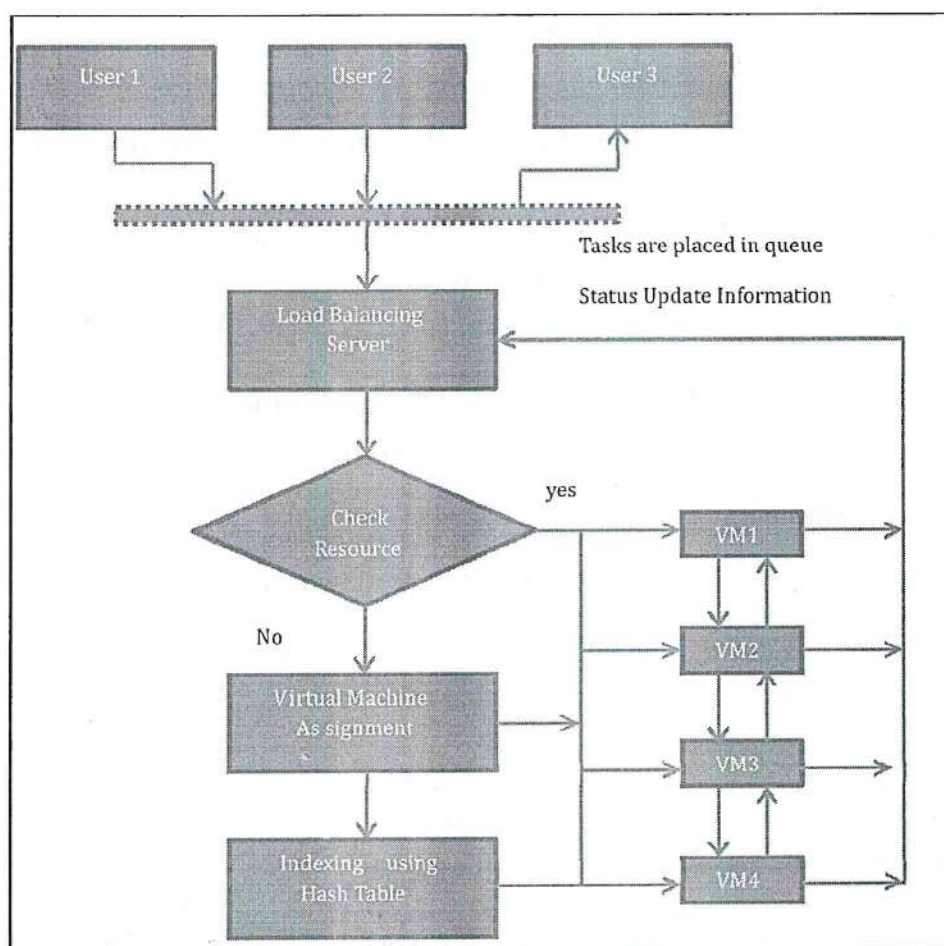 User 1
User 2
User 3
Tasks are placed in queue
Status Update Information
Load Balancing
Server
Check
Resource
yes
No
VM1
VM2
Virtual Machine
As signment
VM3
Indexing using
Hash Table
VM4